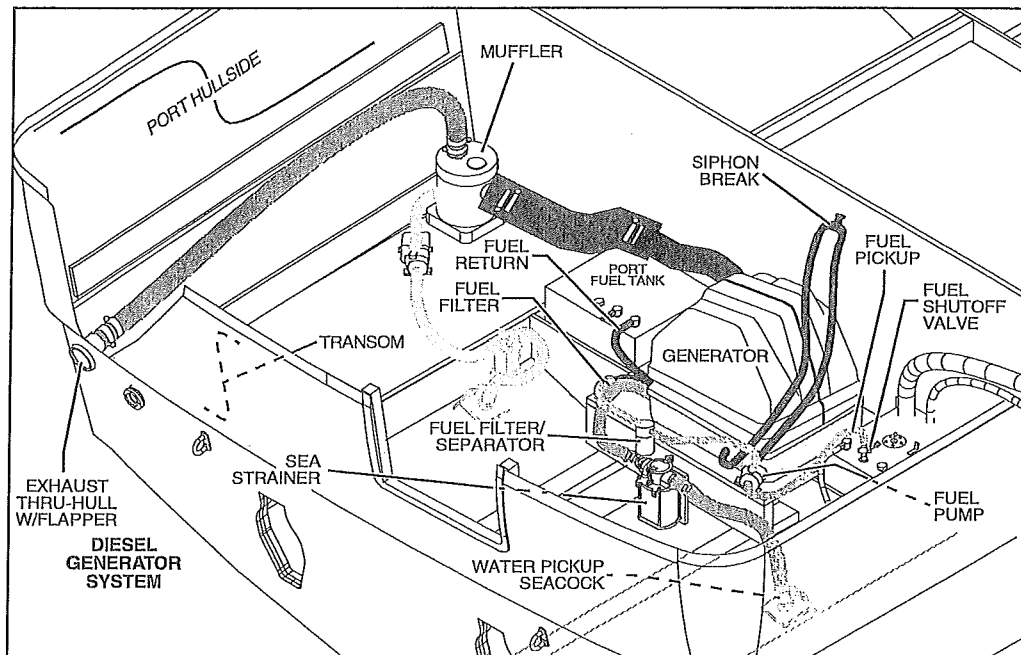 PORT HULLSIDE
MUFFLER
SIPHON
BREAK
FUEL
PICKUP
FUEL
SHUTOFF
VALVE
FUEL
RETURN
FUEL
FILTER
PORT
FUEL TANK
TRANSOM
GENERATOR
FUEL FILTER/
SEPARATOR
SEA
STRAINER
EXHAUST
THRU-HULL
W/FLAPPER
DIESEL
GENERATOR
SYSTEM
WATER PICKUP
SEACOCK
FUEL
PUMP